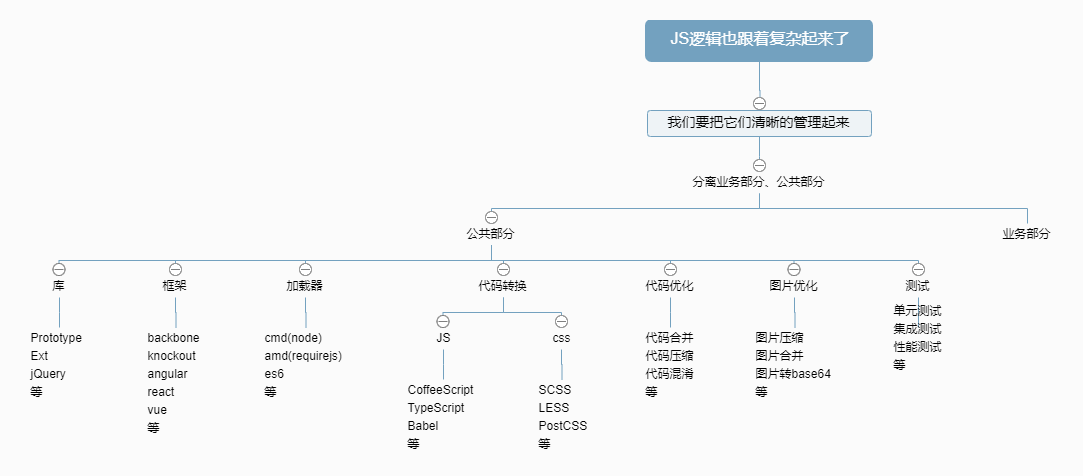 JS逻辑也跟着复杂起来了
我们要把它们清晰的管理起来
分离业务部分、公共部分
公共部分
业务部分
库
框架
加载器
代码转换
代码优化
图片优化
测试
Prototype
Ext
jQuery
等
backbone
knockout
angular
react
vue
等
cmd(node)
amd(requirejs)
es6
等
JS
css
CoffeeScript
TypeScript
Babel
等
SCSS
LESS
PostCSS
等
代码合并
代码压缩
代码混淆
等
图片压缩
图片合并
图片转base64
等
单元测试
集成测试
性能测试
等